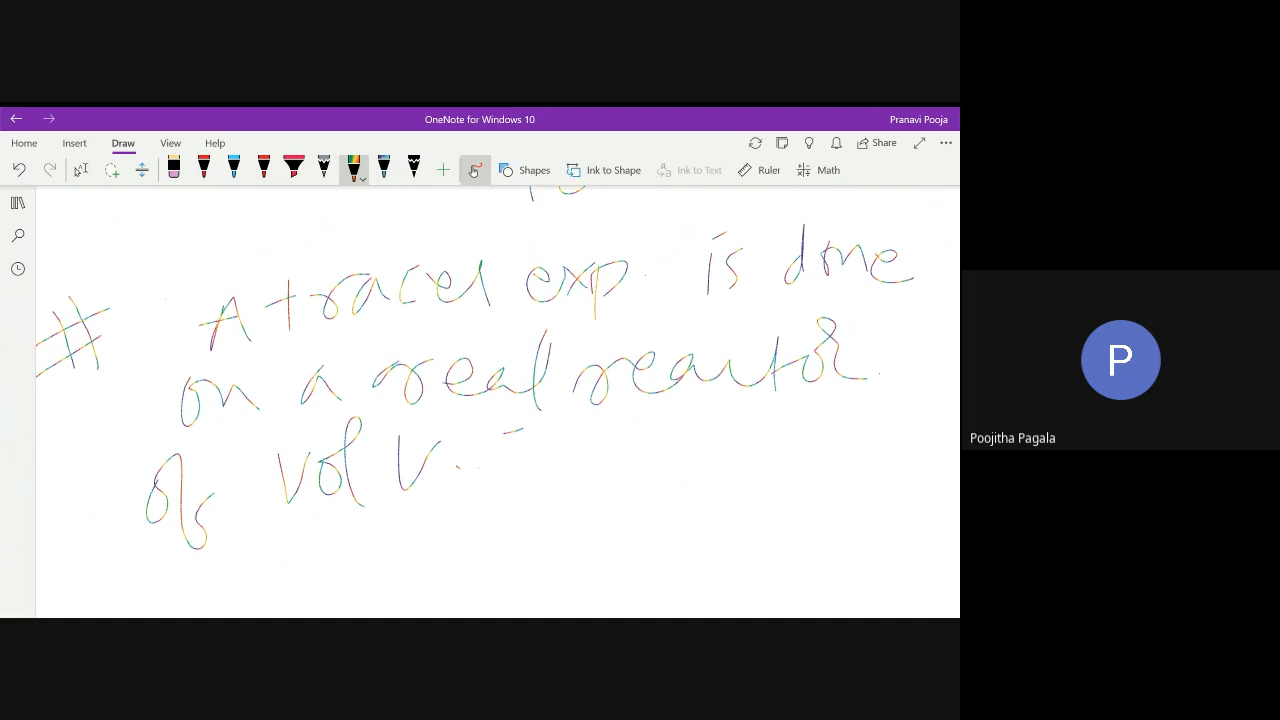 OneNote for Windows 10
Pranavi Pooja
Home Insert Draw View Help
Share
Shapes Ink to Shape Ink to Text Ruler Math
# A tracer exp. is done
on a real reactor
of vol V. -
P
Poojitha Pagala